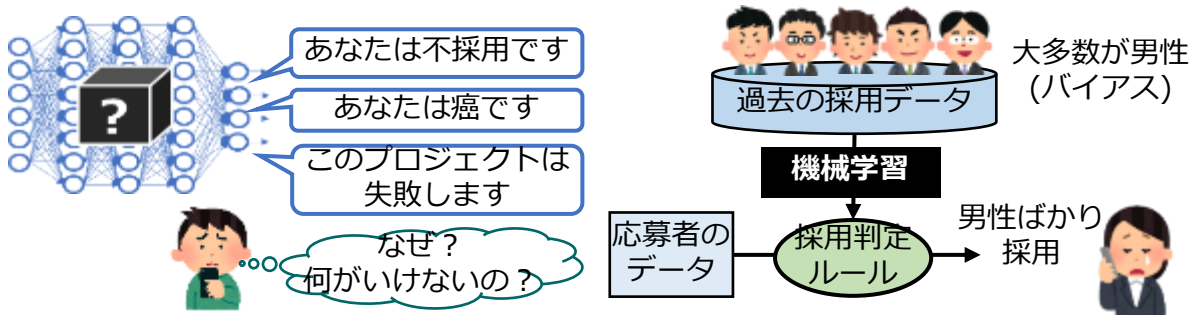 あなたは不採用です
あなたは癌です
このプロジェクトは
失敗します
?
なぜ？
何がいけないの？
大多数が男性
(バイアス)
過去の採用データ
機械学習
応募者の
データ
採用判定
ルール
男性ばかり
採用